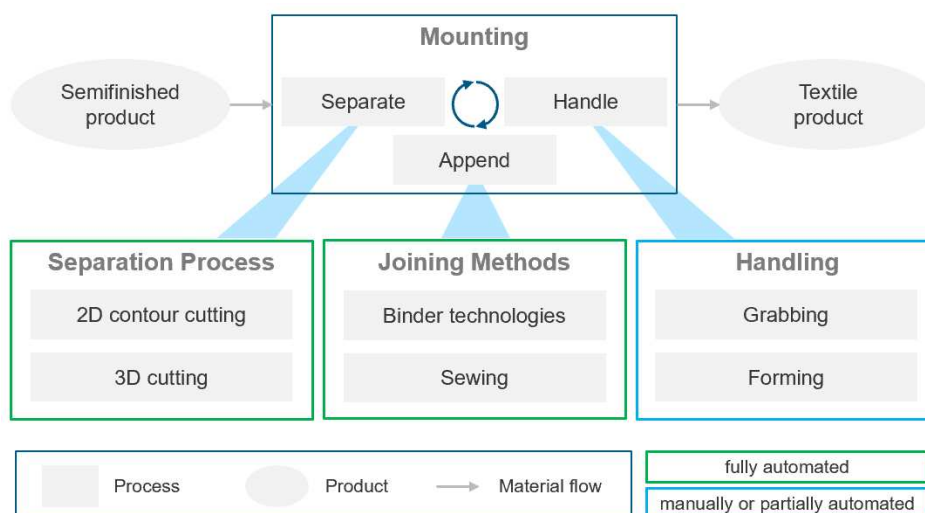 Mounting
Semifinished
product
Separate
Handle
Textile
product
Append
Separation Process
Joining Methods
Handling
2D contour cutting
Binder technologies
Grabbing
3D cutting
Sewing
Forming
Process
Product
Material flow
fully automated
manually or partially automated